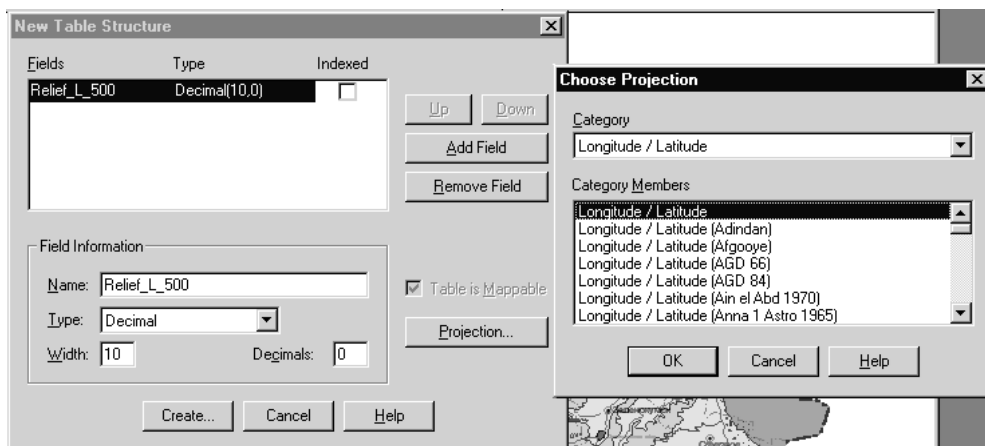 New Table Structure
Fields Type Indexed
Relief_L_500 Decimal(10,0)
Up Down
Add Field
Remove Field
Field Information
Name: Relief_L_500
Type: Decimal
Width: 10 Decimals: 0
Table is Mappable
Projection...
Create... Cancel Help
Choose Projection
Category
Longitude / Latitude
Category Members
Longitude / Latitude
Longitude / Latitude (Adindan)
Longitude / Latitude (Afgooye)
Longitude / Latitude (AGD 66)
Longitude / Latitude (AGD 84)
Longitude / Latitude (Ain el Abd 1970)
Longitude / Latitude (Anna 1 Astro 1965)
OK Cancel Help